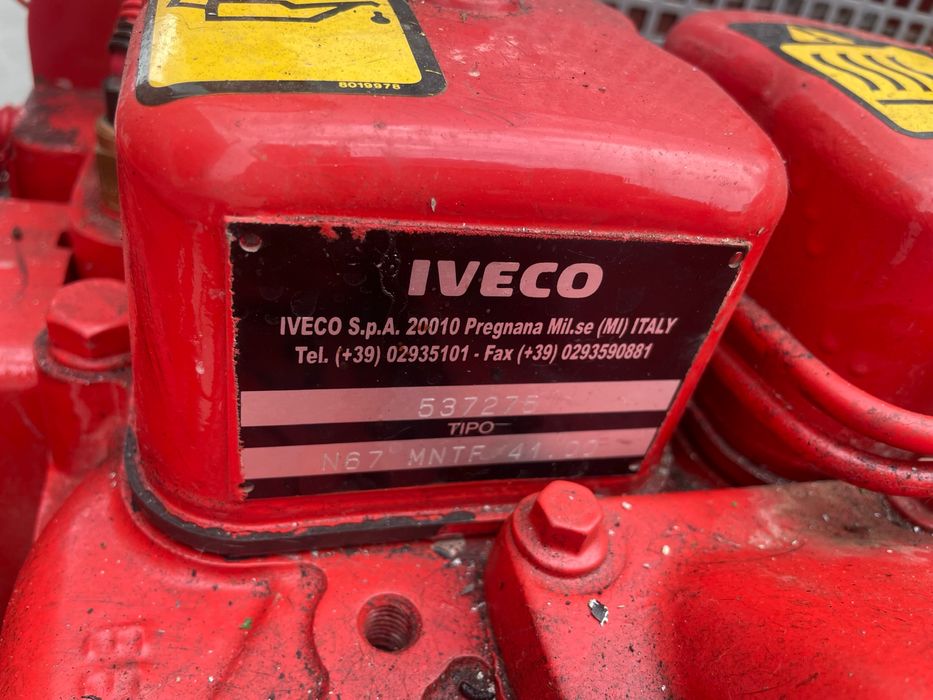 8019978
IVECO
IVECO S.p.A. 20010 Pregnana Mil.se (MI) ITALY
Tel. (+39) 02935101 - Fax (+39) 0293590881
537275
TIPO
N67 MNTF 41.00